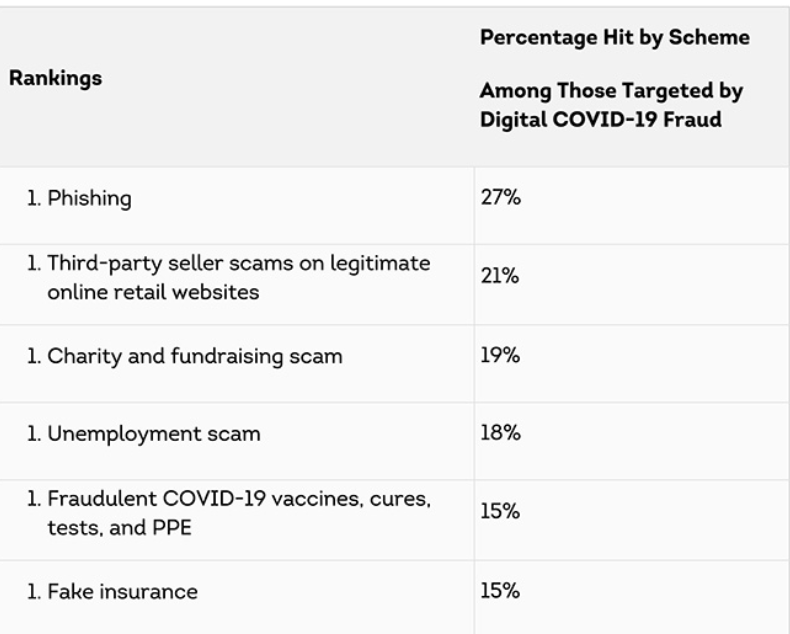 Rankings
Percentage Hit by Scheme
Among Those Targeted by
Digital COVID-19 Fraud
1. Phishing
27%
1. Third-party seller scams on legitimate
online retail websites
21%
1. Charity and fundraising scam
19%
1. Unemployment scam
18%
1. Fraudulent COVID-19 vaccines, cures,
tests, and PPE
15%
1. Fake insurance
15%